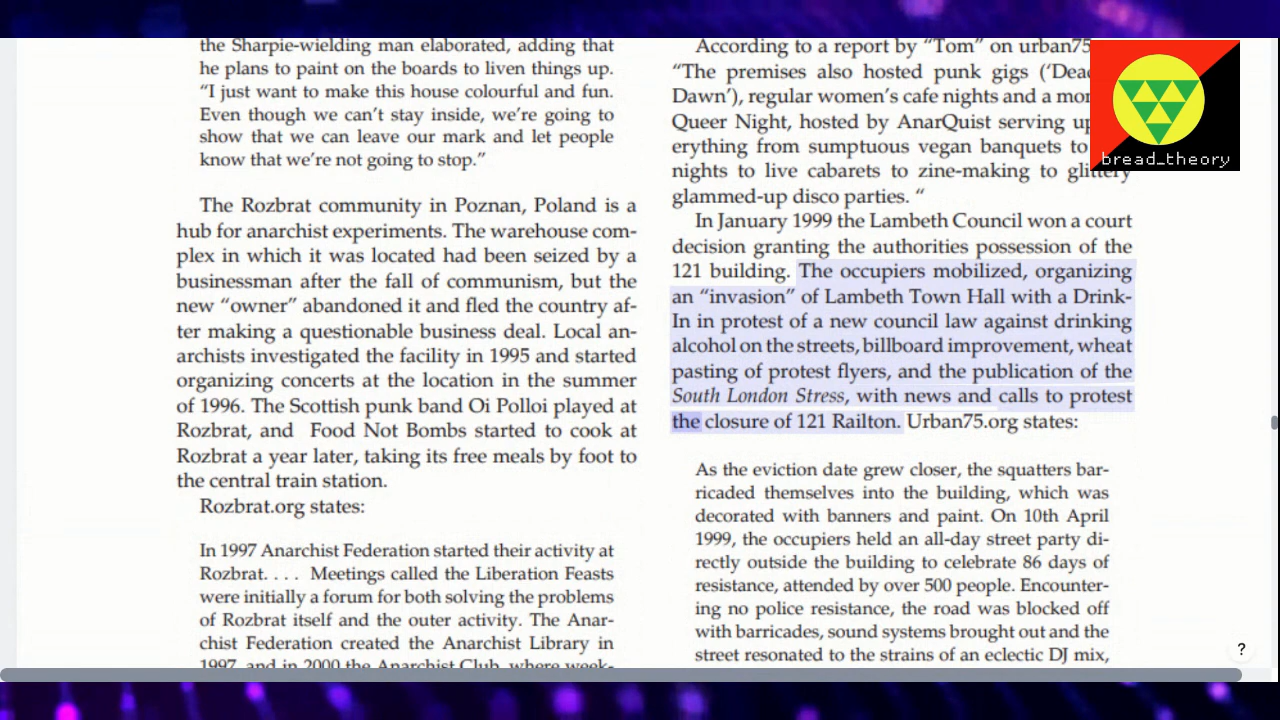 the Sharpie-wielding man elaborated, adding that
he plans to paint on the boards to liven things up.
“I just want to make this house colourful and fun.
Even though we can’t stay inside, we’re going to
show that we can leave our mark and let people
know that we’re not going to stop.”
The Rozbrat community in Poznan, Poland is a
hub for anarchist experiments. The warehouse com-
plex in which it was located had been seized by a
businessman after the fall of communism, but the
new “owner” abandoned it and fled the country af-
ter making a questionable business deal. Local an-
archists investigated the facility in 1995 and started
organizing concerts at the location in the summer
of 1996. The Scottish punk band Oi Polloi played at
Rozbrat, and Food Not Bombs started to cook at
Rozbrat a year later, taking its free meals by foot to
the central train station.
Rozbrat.org states:
In 1997 Anarchist Federation started their activity at
Rozbrat. . . . Meetings called the Liberation Feasts
were initially a forum for both solving the problems
of Rozbrat itself and the outer activity. The Anar-
chist Federation created the Anarchist Library in
1997, and in 2000 the Anarchist Club, where week-
According to a report by “Tom” on urban75
“The premises also hosted punk gigs (‘Dead
Dawn’), regular women’s cafe nights and a
Queer Night, hosted by AnarQuist serving
erything from sumptuous vegan banquets to
nights to live cabarets to zine-making to glittery
glammed-up disco parties. “
In January 1999 the Lambeth Council won a court
decision granting the authorities possession of the
121 building. The occupiers mobilized, organizing
an “invasion” of Lambeth Town Hall with a Drink-
In in protest of a new council law against drinking
alcohol on the streets, billboard improvement, wheat
pasting of protest flyers, and the publication of the
South London Stress, with news and calls to protest
the closure of 121 Railton. Urban75.org states:
As the eviction date grew closer, the squatters bar-
ricaded themselves into the building, which was
decorated with banners and paint. On 10th April
1999, the occupiers held an all-day street party di-
rectly outside the building to celebrate 86 days of
resistance, attended by over 500 people. Encounter-
ing no police resistance, the road was blocked off
with barricades, sound systems brought out and the
street resonated to the strains of an eclectic DJ mix,
bread_theory
?